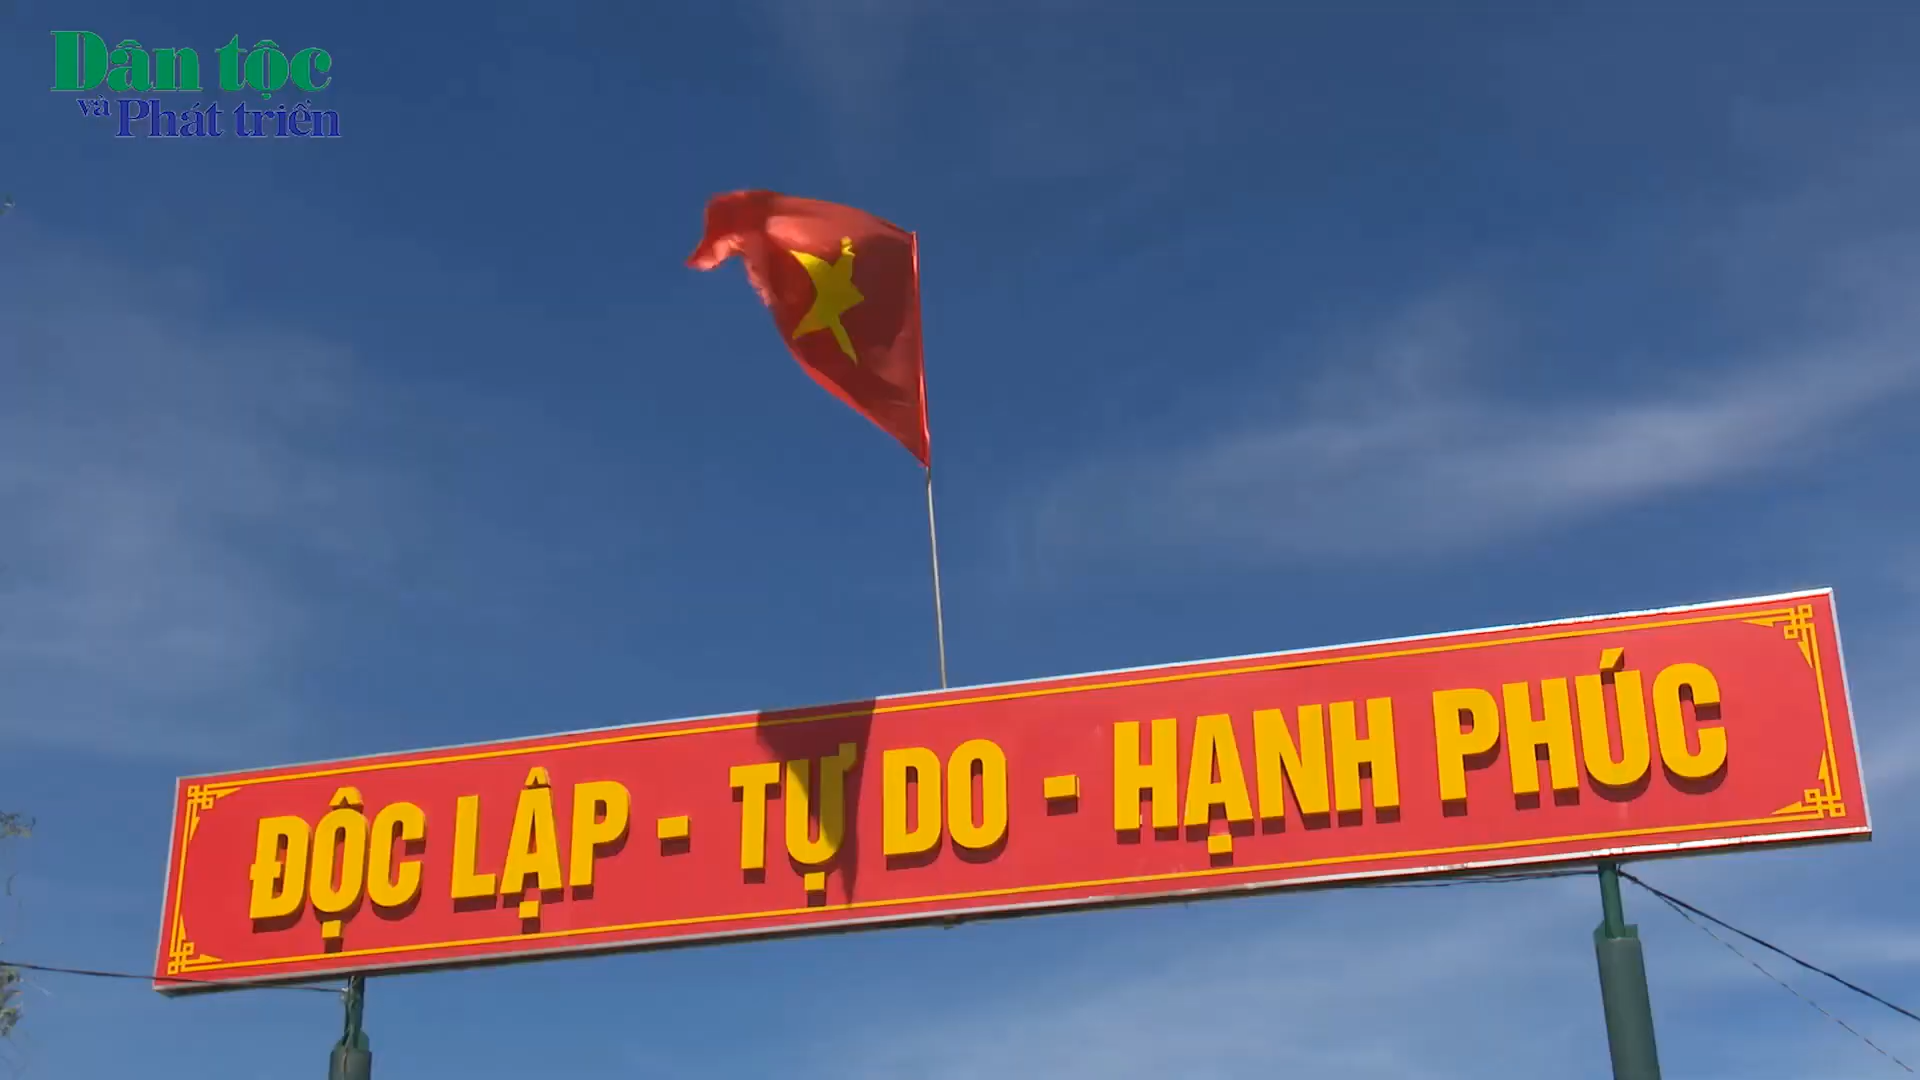 Dân tộc
và Phát triển
ĐỘC LẬP - TỰ DO - HẠNH PHÚC